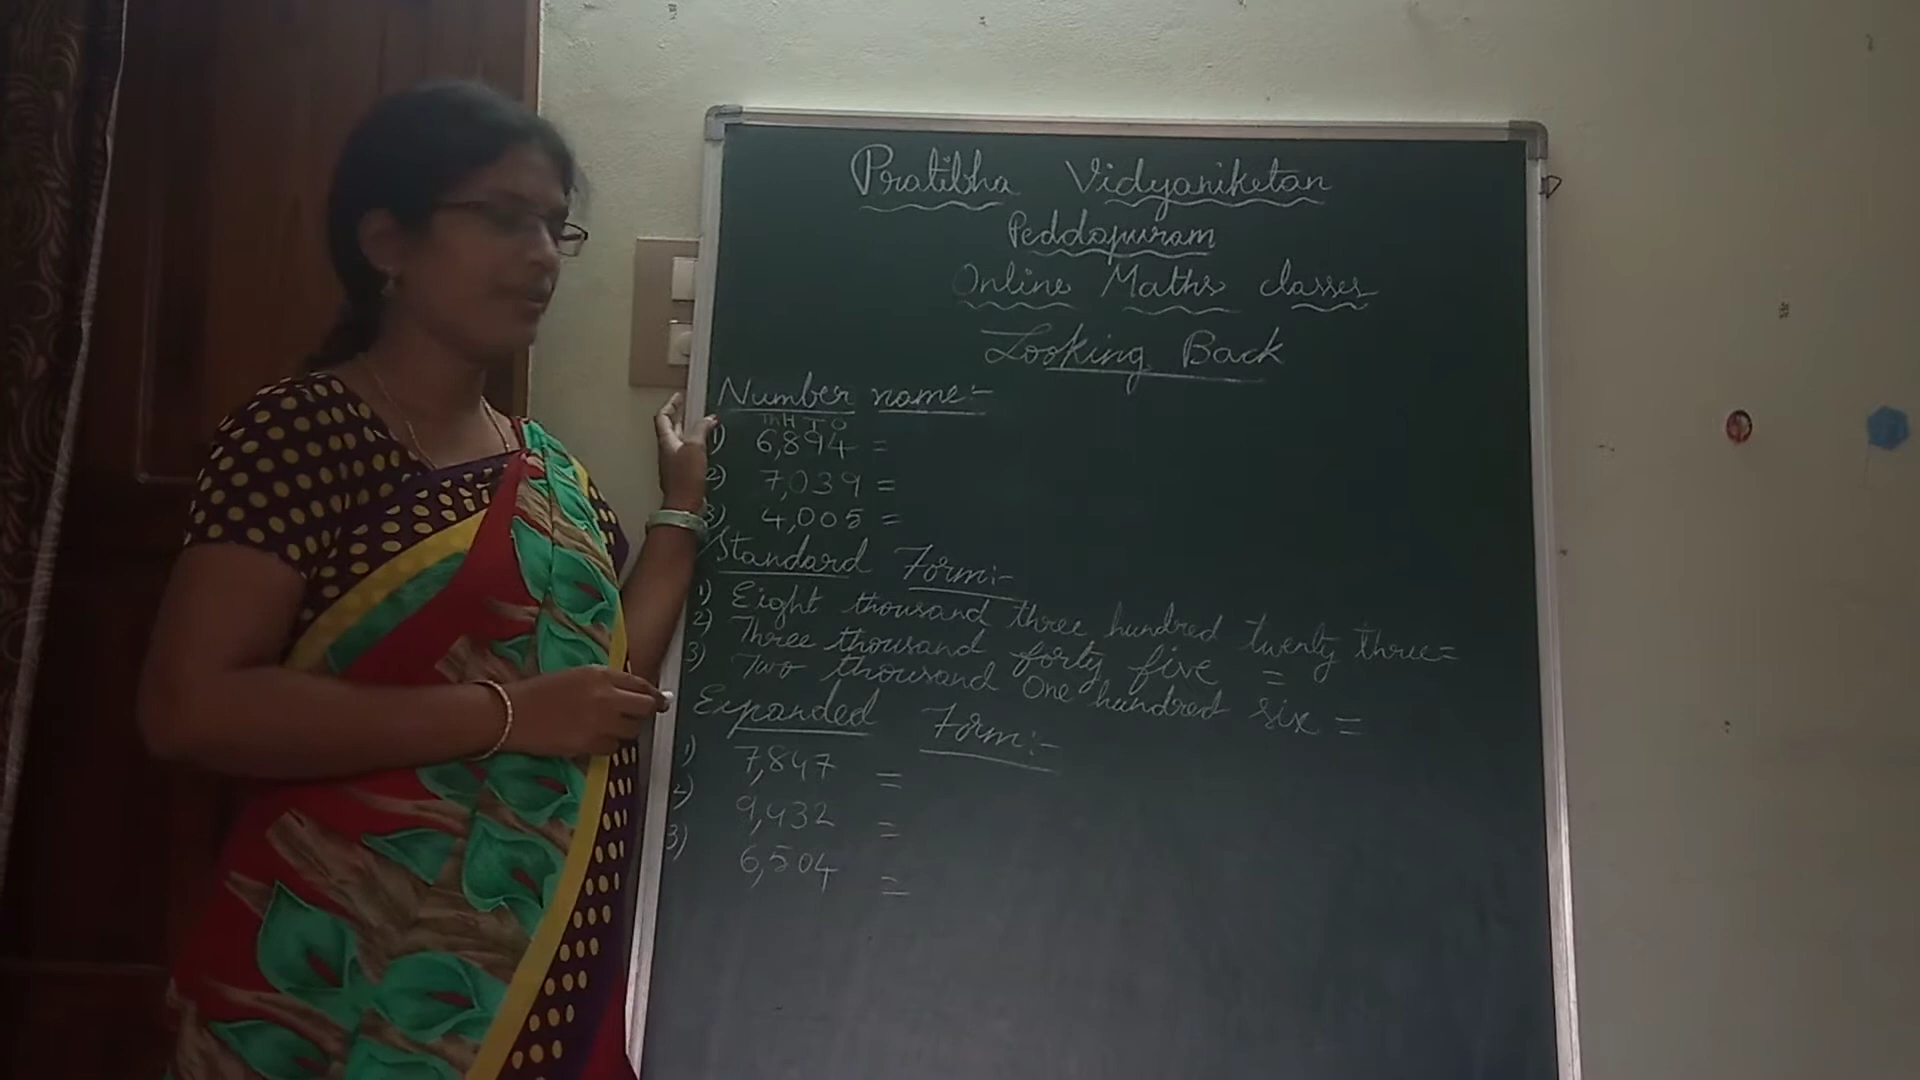 Pratibha Vidyaniketan
Peddapuram
Online Maths classes
Looking Back
Number name:-
Th H T O
1) 6,894 =
2) 7,039 =
3) 4,005 =
Standard Form:-
1) Eight thousand three hundred twenty three=
2) Three thousand forty five =
3) Two thousand One hundred six =
Expanded Form:-
1) 7,847 =
2) 9,432 =
3) 6,504 =